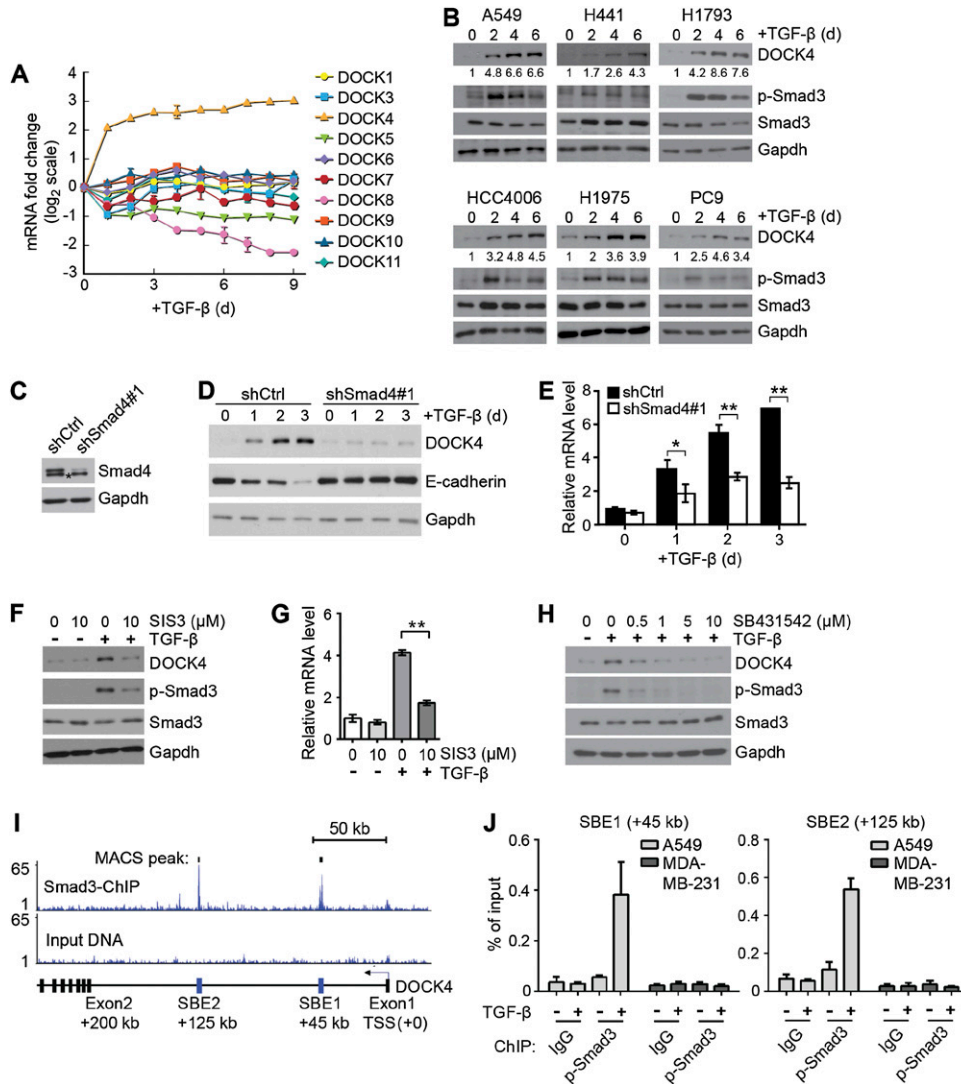 A
mRNA fold change
(log2 scale)
4
3
2
1
0
-1
-2
-3
0 3 6 9
+TGF-β (d)
DOCK1
DOCK3
DOCK4
DOCK5
DOCK6
DOCK7
DOCK8
DOCK9
DOCK10
DOCK11
B
A549 H441 H1793
0 2 4 6 0 2 4 6 0 2 4 6 +TGF-β (d)
DOCK4
1 4.8 6.6 6.6 1 1.7 2.6 4.3 1 4.2 8.6 7.6
p-Smad3
Smad3
Gapdh
HCC4006 H1975 PC9
0 2 4 6 0 2 4 6 0 2 4 6 +TGF-β (d)
DOCK4
1 3.2 4.8 4.5 1 2 3.6 3.9 1 2.5 4.6 3.4
p-Smad3
Smad3
Gapdh
C
shCtrl
shSmad4#1
Smad4
*
Gapdh
D
shCtrl shSmad4#1
0 1 2 3 0 1 2 3 +TGF-β (d)
DOCK4
E-cadherin
Gapdh
E
Relative mRNA level
8
6
4
2
0
shCtrl
shSmad4#1
* ** **
0 1 2 3
+TGF-β (d)
F
0 10 0 10 SIS3 (μM)
- - + + TGF-β
DOCK4
p-Smad3
Smad3
Gapdh
G
Relative mRNA level
6
4
2
0
**
0 10 0 10 SIS3 (μM)
- - + + TGF-β
H
0 0 0.5 1 5 10 SB431542 (μM)
- + + + + + TGF-β
DOCK4
p-Smad3
Smad3
Gapdh
I
50 kb
MACS peak:
65
Smad3-ChIP
1
65
Input DNA
1
DOCK4
Exon2 SBE2 SBE1 Exon1
+200 kb +125 kb +45 kb TSS(+0)
J
SBE1 (+45 kb)
A549
MDA-
MB-231
% of input
0.6
0.4
0.2
0
TGF-β - + - + - + - +
ChIP: IgG p-Smad3 IgG p-Smad3
SBE2 (+125 kb)
A549
MDA-
MB-231
0.8
0.6
0.4
0.2
0
- + - + - + - +
IgG p-Smad3 IgG p-Smad3